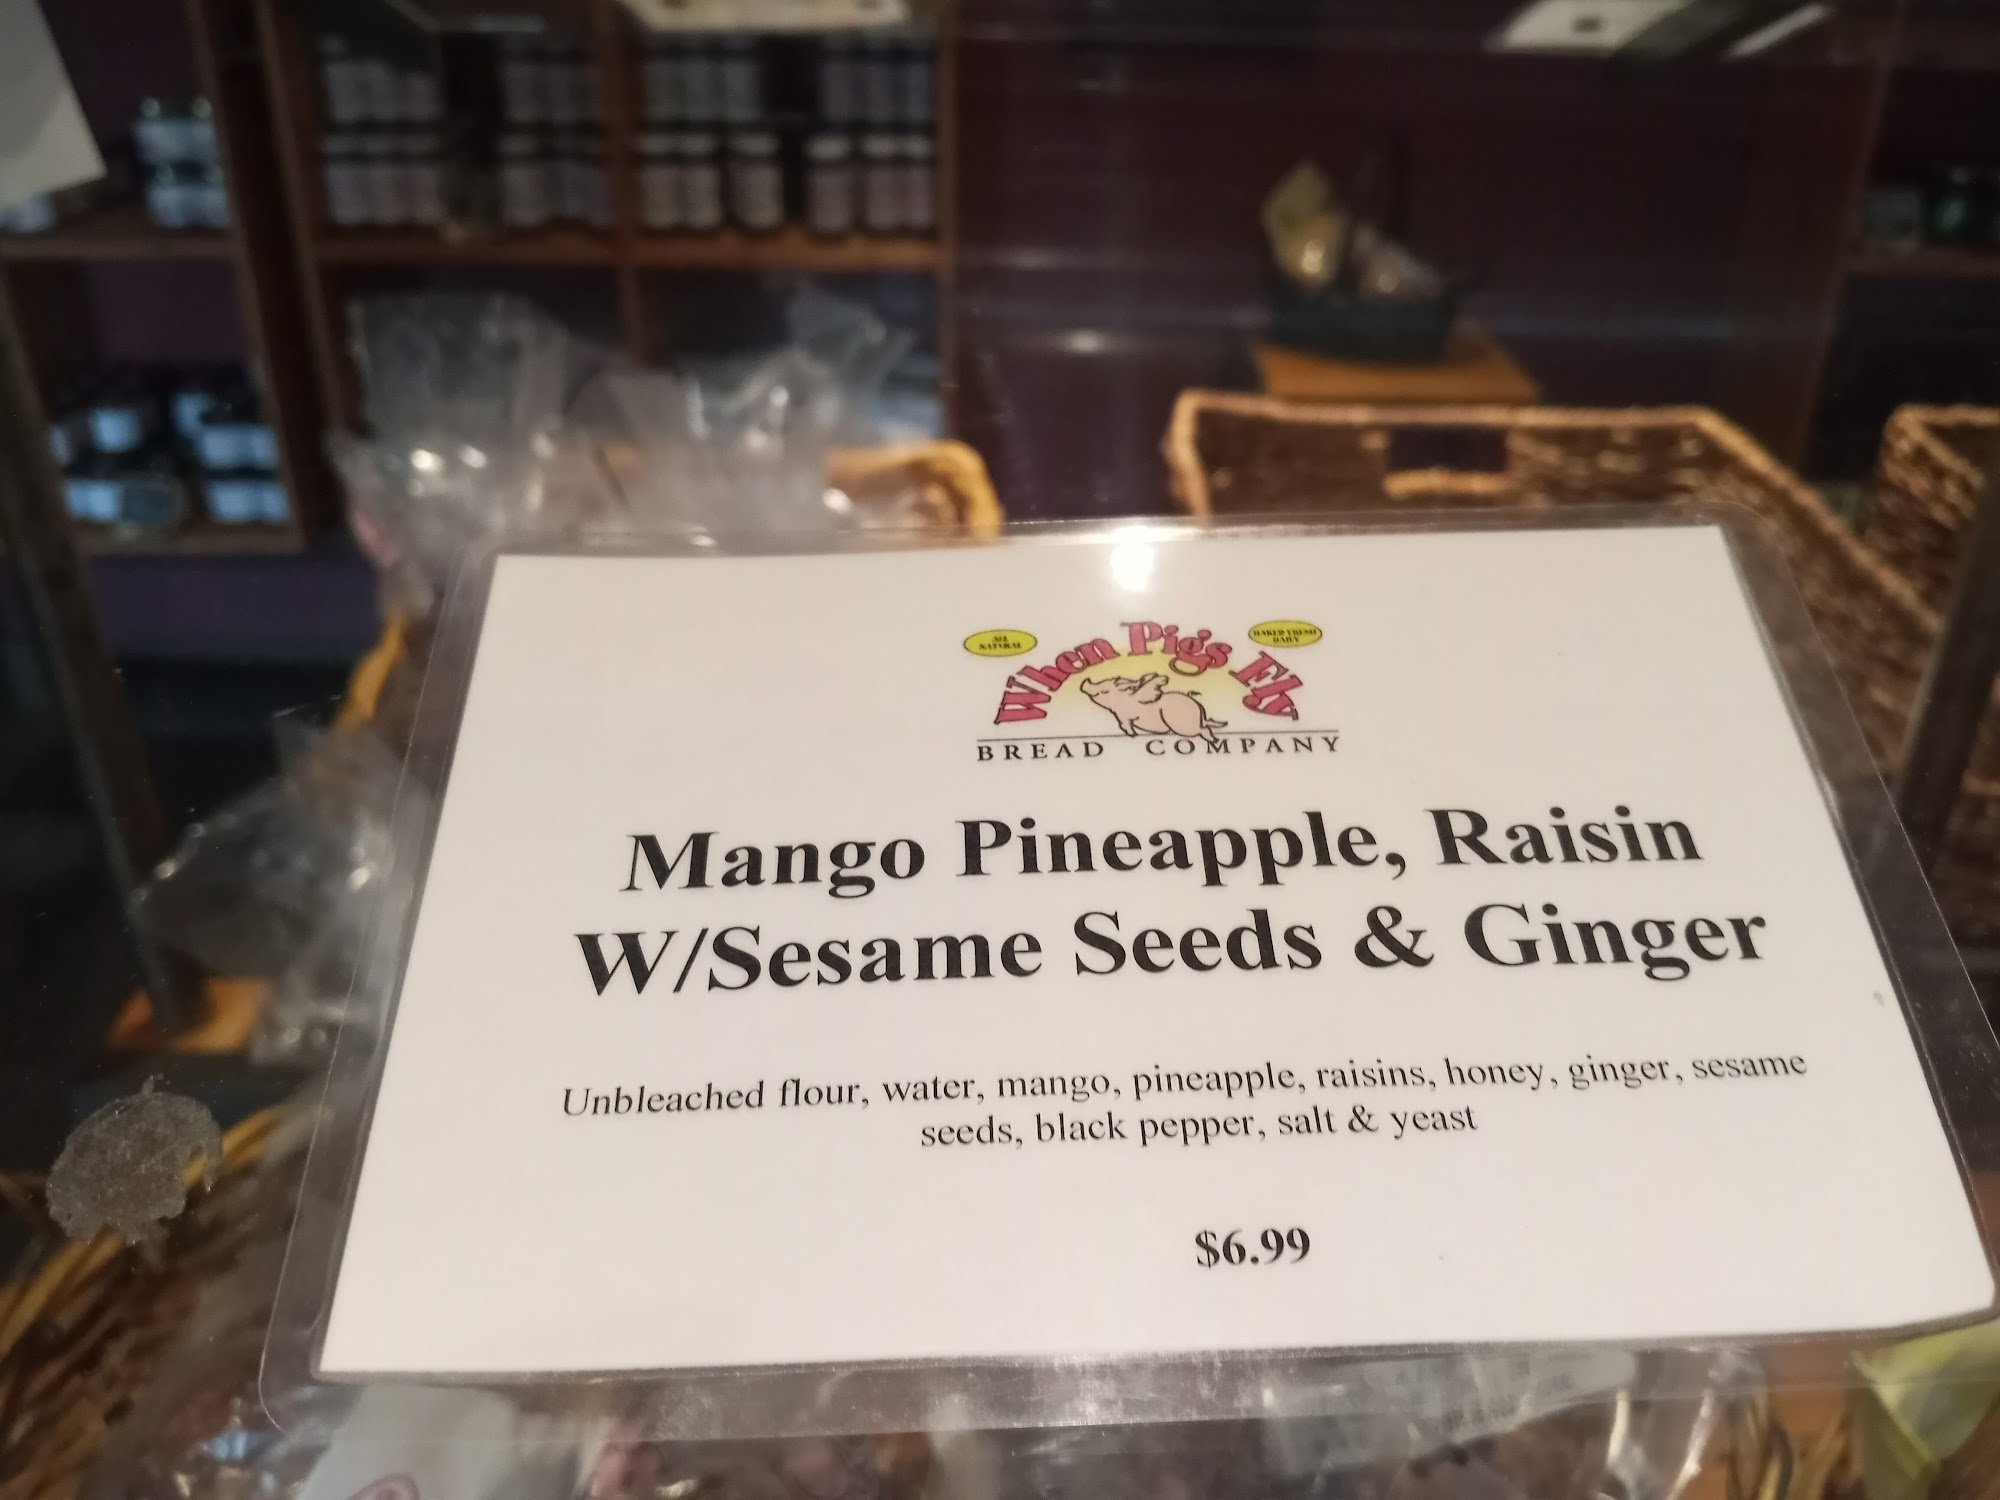 ALL
NATURAL
When Pigs Fly
BAKED FRESH
DAILY
BREAD COMPANY
Mango Pineapple, Raisin
W/Sesame Seeds & Ginger
Unbleached flour, water, mango, pineapple, raisins, honey, ginger, sesame
seeds, black pepper, salt & yeast
$6.99